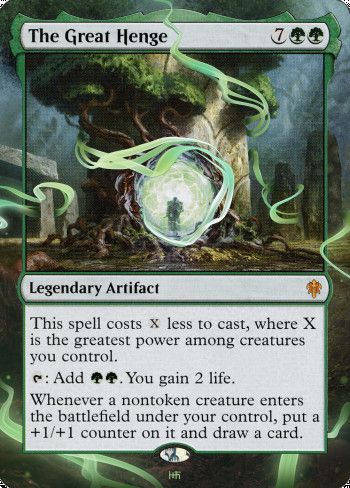 The Great Henge 7
Legendary Artifact
This spell costs X less to cast, where X
is the greatest power among creatures
you control.
: Add . You gain 2 life.
Whenever a nontoken creature enters
the battlefield under your control, put a
+1/+1 counter on it and draw a card.